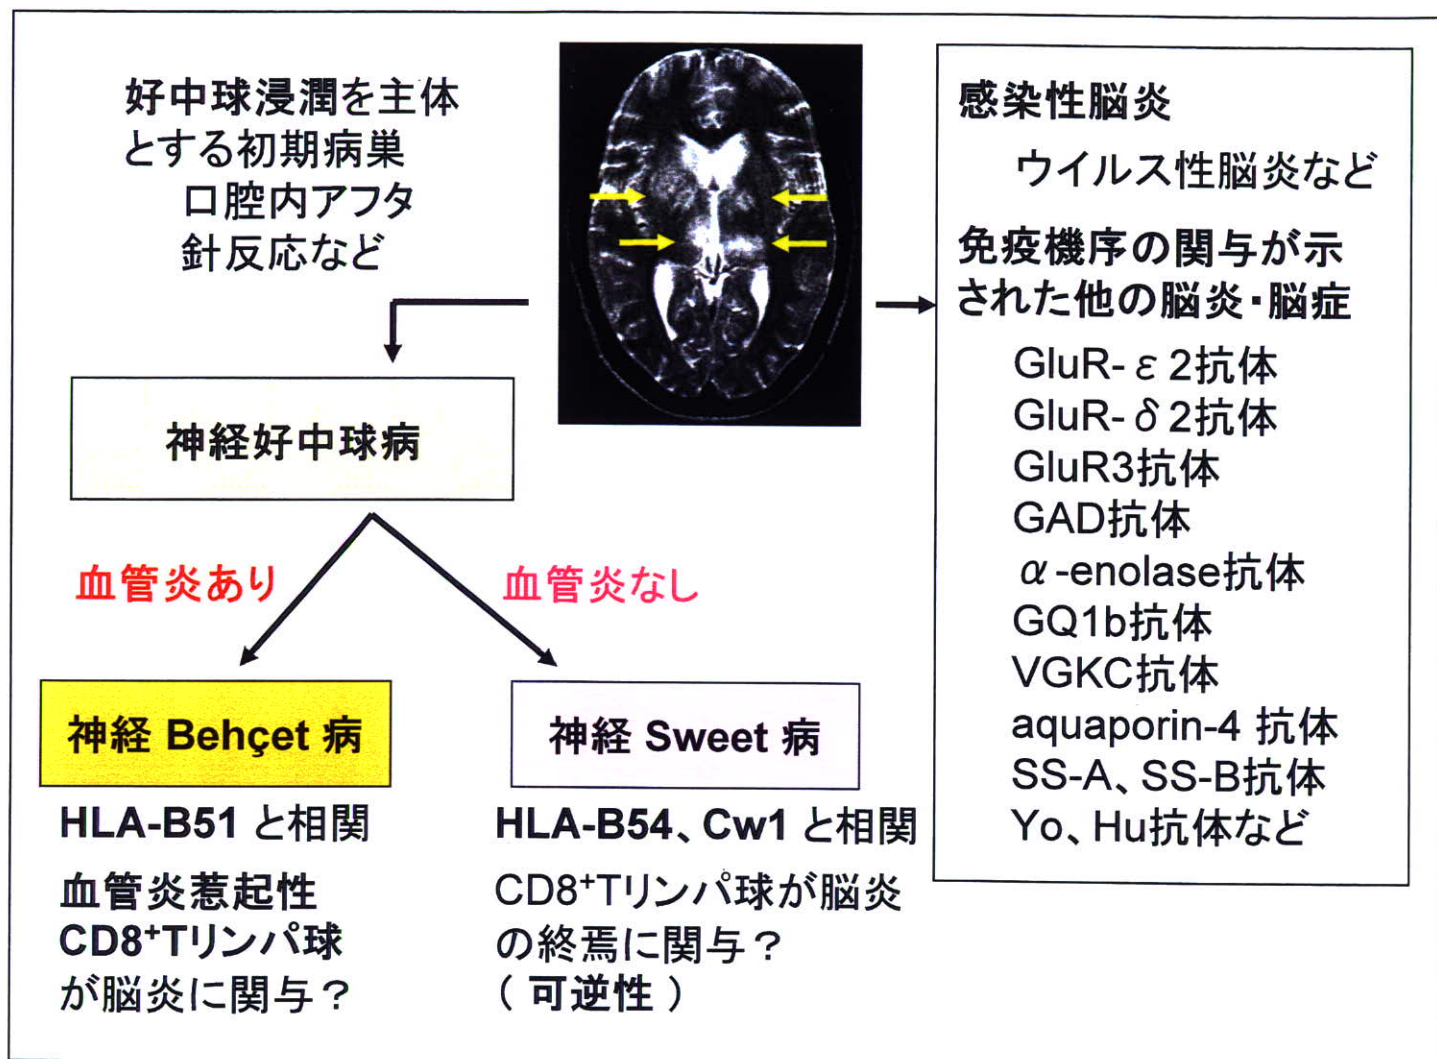 好中球浸潤を主体
とする初期病巣
口腔内アフタ
針反応など
神経好中球病
血管炎あり
血管炎なし
神経 Behçet 病
神経 Sweet 病
HLA-B51 と相関
血管炎惹起性
CD8⁺Tリンパ球
が脳炎に関与？
HLA-B54、Cw1 と相関
CD8⁺Tリンパ球が脳炎
の終焉に関与？
（ 可逆性 ）
感染性脳炎
ウイルス性脳炎など
免疫機序の関与が示
された他の脳炎・脳症
GluR-ε2抗体
GluR-δ2抗体
GluR3抗体
GAD抗体
α-enolase抗体
GQ1b抗体
VGKC抗体
aquaporin-4 抗体
SS-A、SS-B抗体
Yo、Hu抗体など